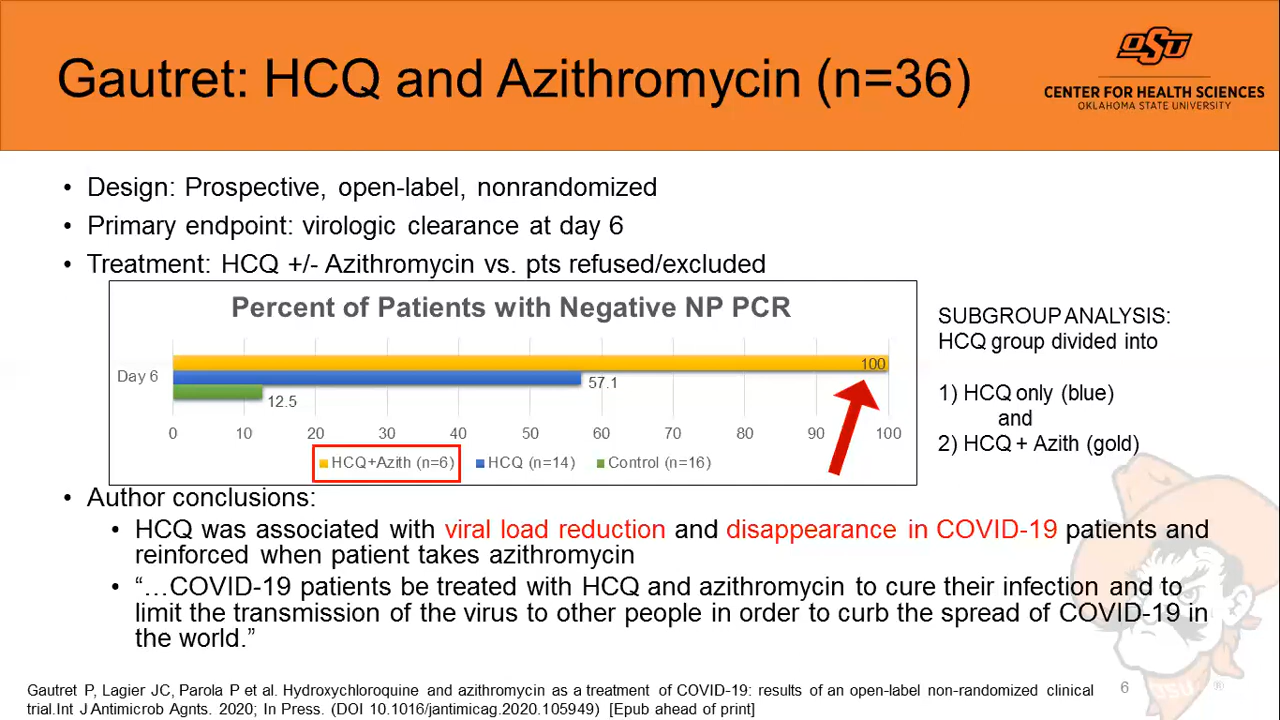 Gautret: HCQ and Azithromycin (n=36)
OSU
CENTER FOR HEALTH SCIENCES
OKLAHOMA STATE UNIVERSITY
• Design: Prospective, open-label, nonrandomized
• Primary endpoint: virologic clearance at day 6
• Treatment: HCQ +/- Azithromycin vs. pts refused/excluded
Percent of Patients with Negative NP PCR
Day 6
100
57.1
12.5
0 10 20 30 40 50 60 70 80 90 100
HCQ+Azith (n=6) HCQ (n=14) Control (n=16)
SUBGROUP ANALYSIS:
HCQ group divided into
1) HCQ only (blue)
and
2) HCQ + Azith (gold)
• Author conclusions:
• HCQ was associated with viral load reduction and disappearance in COVID-19 patients and
reinforced when patient takes azithromycin
• “…COVID-19 patients be treated with HCQ and azithromycin to cure their infection and to
limit the transmission of the virus to other people in order to curb the spread of COVID-19 in
the world.”
Gautret P, Lagier JC, Parola P et al. Hydroxychloroquine and azithromycin as a treatment of COVID-19: results of an open-label non-randomized clinical
trial.Int J Antimicrob Agnts. 2020; In Press. (DOI 10.1016/jantimcag.2020.105949) [Epub ahead of print]
6
OSU ®